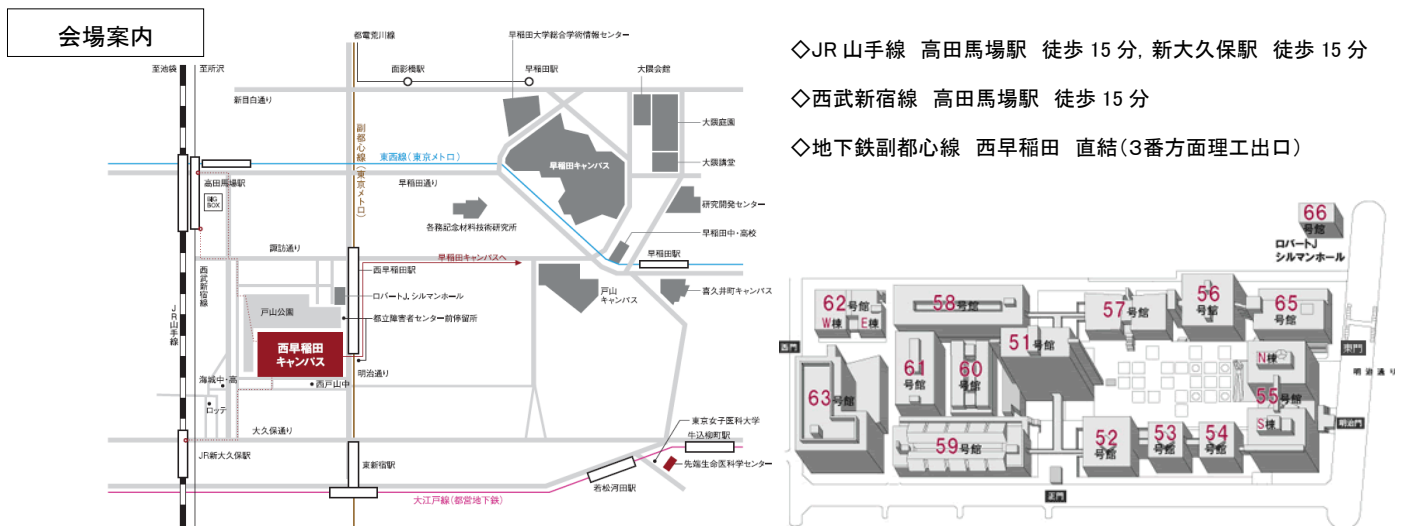 会場案内
◇JR山手線 高田馬場駅 徒歩15分, 新大久保駅 徒歩15分
◇西武新宿線 高田馬場駅 徒歩15分
◇地下鉄副都心線 西早稲田 直結(3番方面理工出口)
都電荒川線
早稲田大学総合学術情報センター
至池袋
至所沢
面影橋駅
早稲田駅
大隈会館
新目白通り
大隈庭園
副都心線(東京メトロ)
東西線(東京メトロ)
早稲田キャンパス
大隈講堂
高田馬場駅
早稲田通り
BIG
BOX
各務記念材料技術研究所
研究開発センター
早稲田中・高校
諏訪通り
早稲田キャンパスへ
早稲田駅
西武新宿線
西早稲田駅
戸山
キャンパス
喜久井町キャンパス
ロバートJ.シルマンホール
JR山手線
戸山公園
都立障害者センター前停留所
西早稲田
キャンパス
明治通り
海城中・高
西戸山中
ロッテ
大久保通り
東京女子医科大学
牛込柳町駅
JR新大久保駅
東新宿駅
先端生命医科学センター
若松河田駅
大江戸線(都営地下鉄)
66
号館
ロバートJ
シルマンホール
62号館
W棟 E棟
58号館
57
号館
56
号館
65
号館
西門
51
号館
東門
明治通り
61
号館
60
号館
N棟
63号館
55
号館
S棟
明治門
59号館
52
号館
53
号館
54
号館
正門